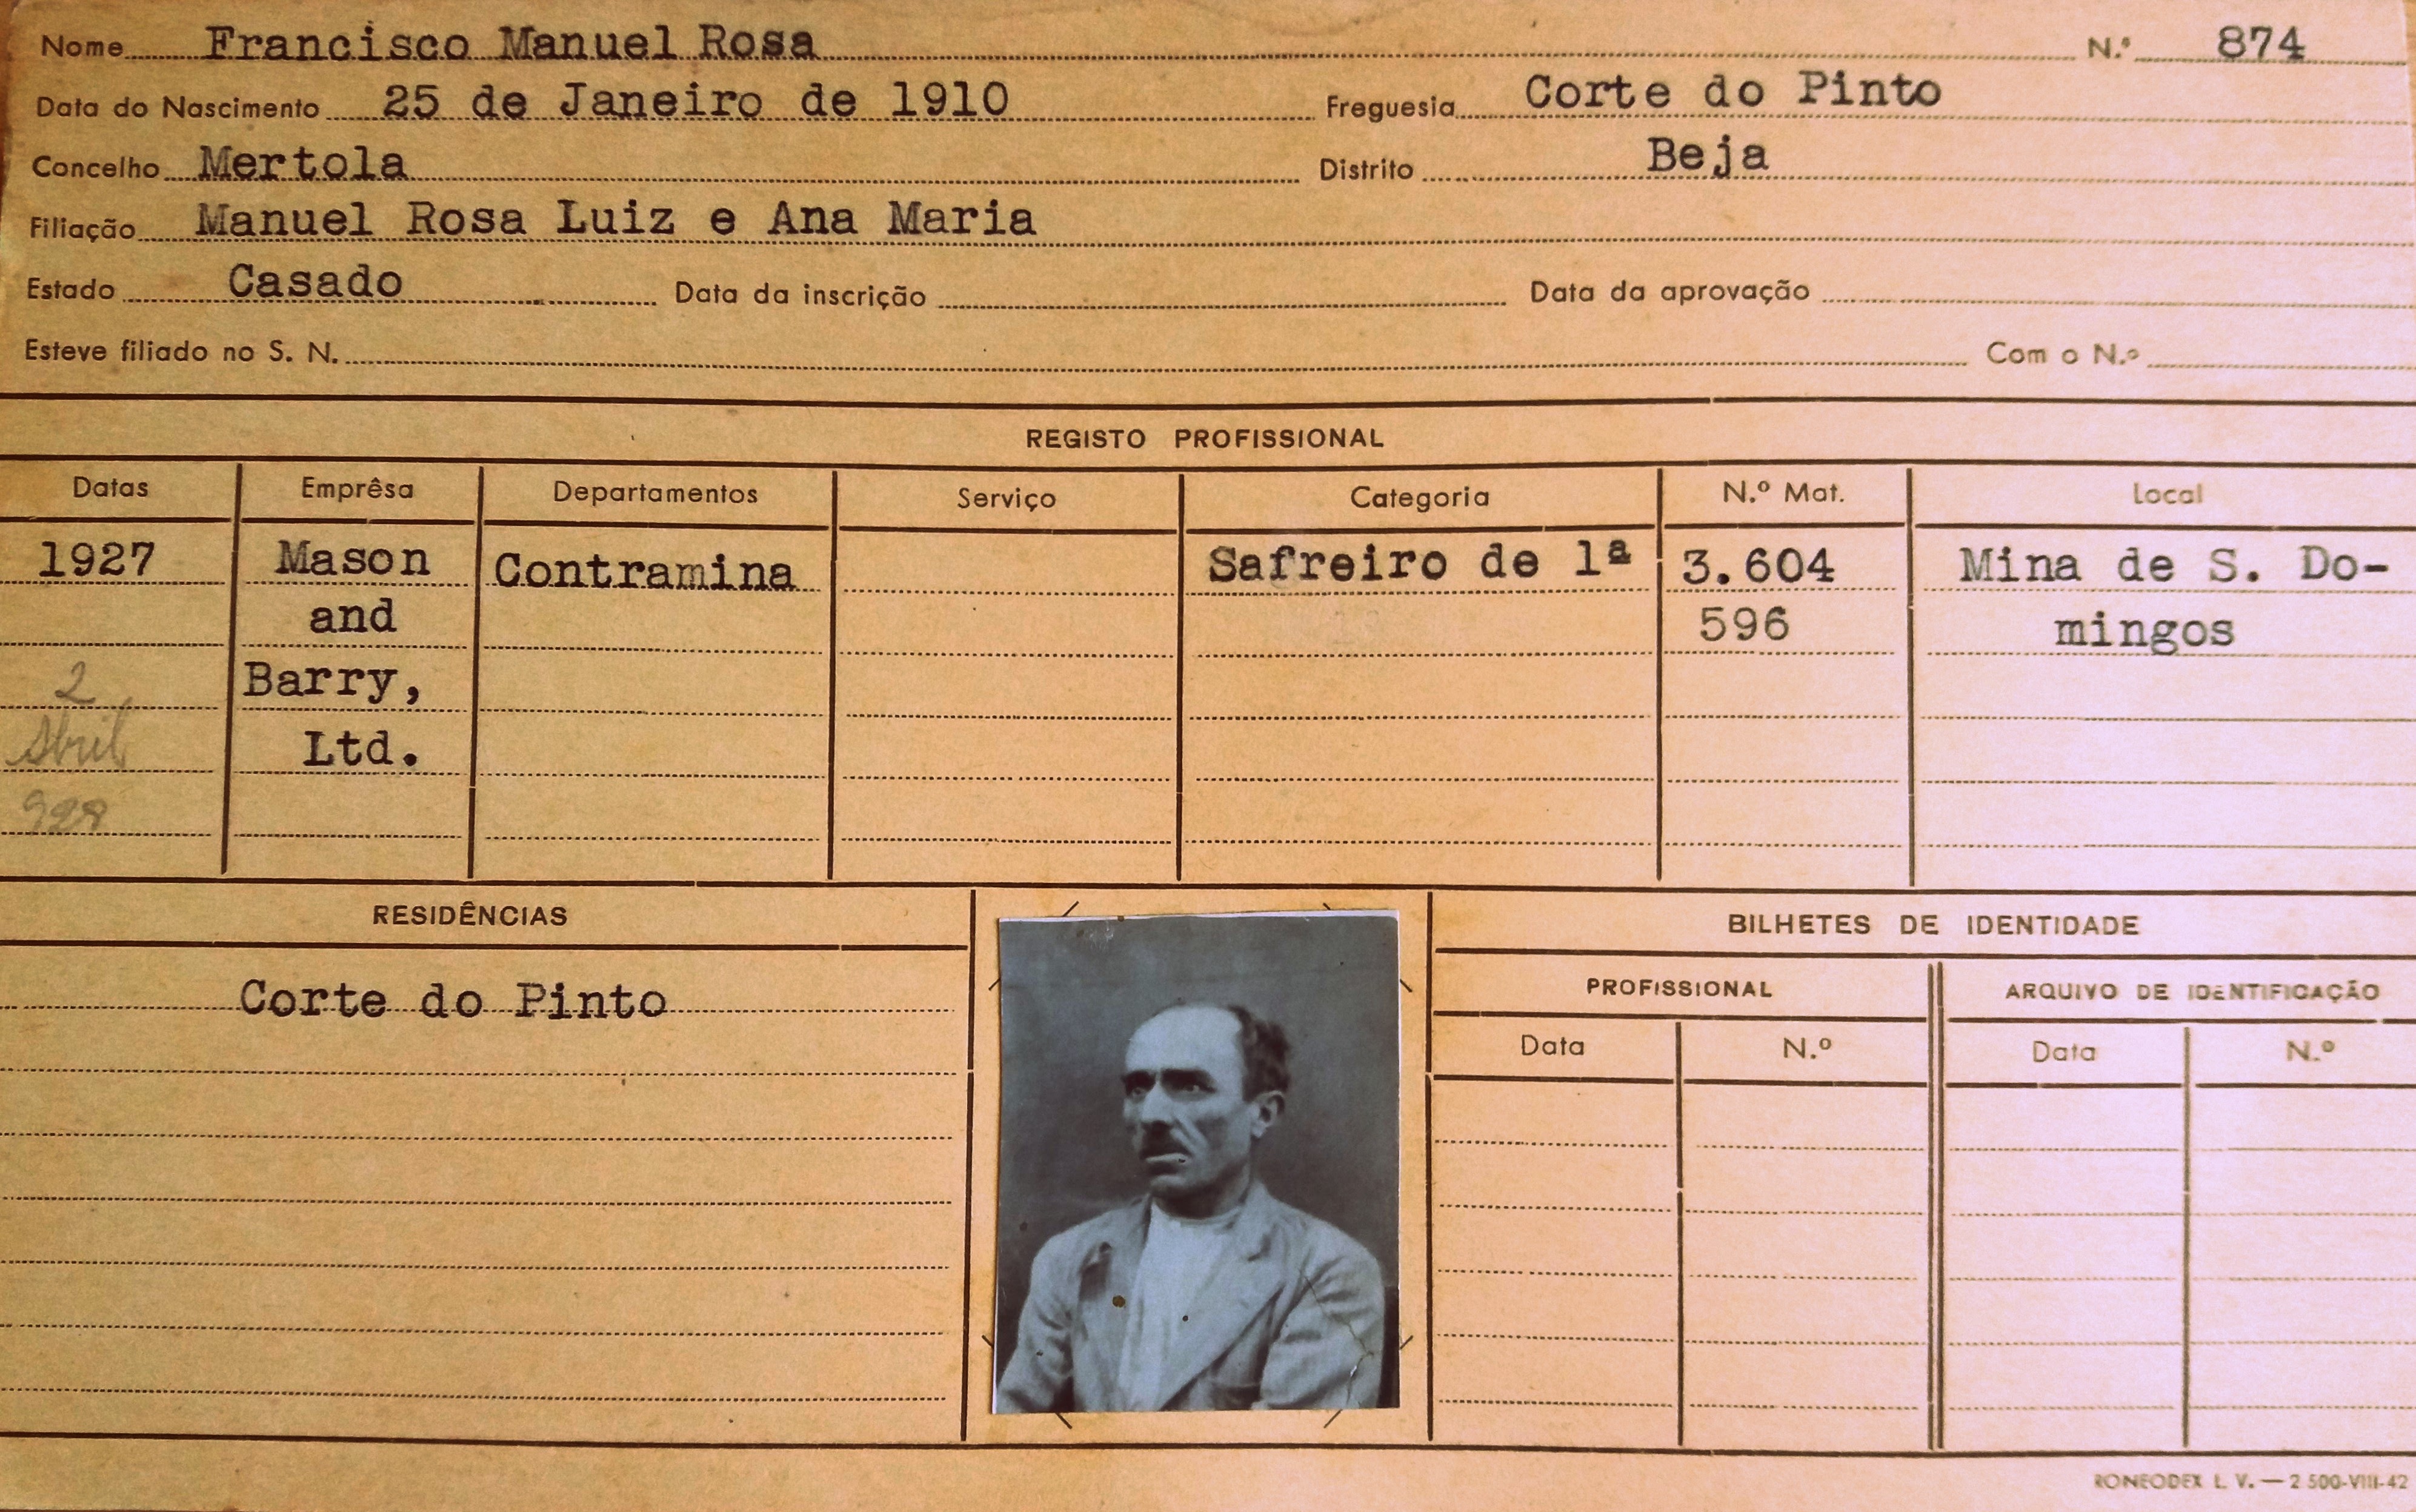 Nome Francisco Manuel Rosa N.º 874
Data do Nascimento 25 de Janeiro de 1910 Freguesia Corte do Pinto
Concelho Mertola Distrito Beja
Filiação Manuel Rosa Luiz e Ana Maria
Estado Casado Data da inscrição Data da aprovação
Esteve filiado no S. N. Com o N.º
REGISTO PROFISSIONAL
Datas Emprêsa Departamentos Serviço Categoria N.º Mat. Local
1927 Mason Contramina Safreiro de 1ª 3.604 Mina de S. Do-
and 596 mingos
2 Barry,
Abril Ltd.
928
RESIDÊNCIAS BILHETES DE IDENTIDADE
Corte do Pinto PROFISSIONAL ARQUIVO DE IDENTIFICAÇÃO
Data N.º Data N.º
RONEODEX L. V. — 2 500-VIII-42